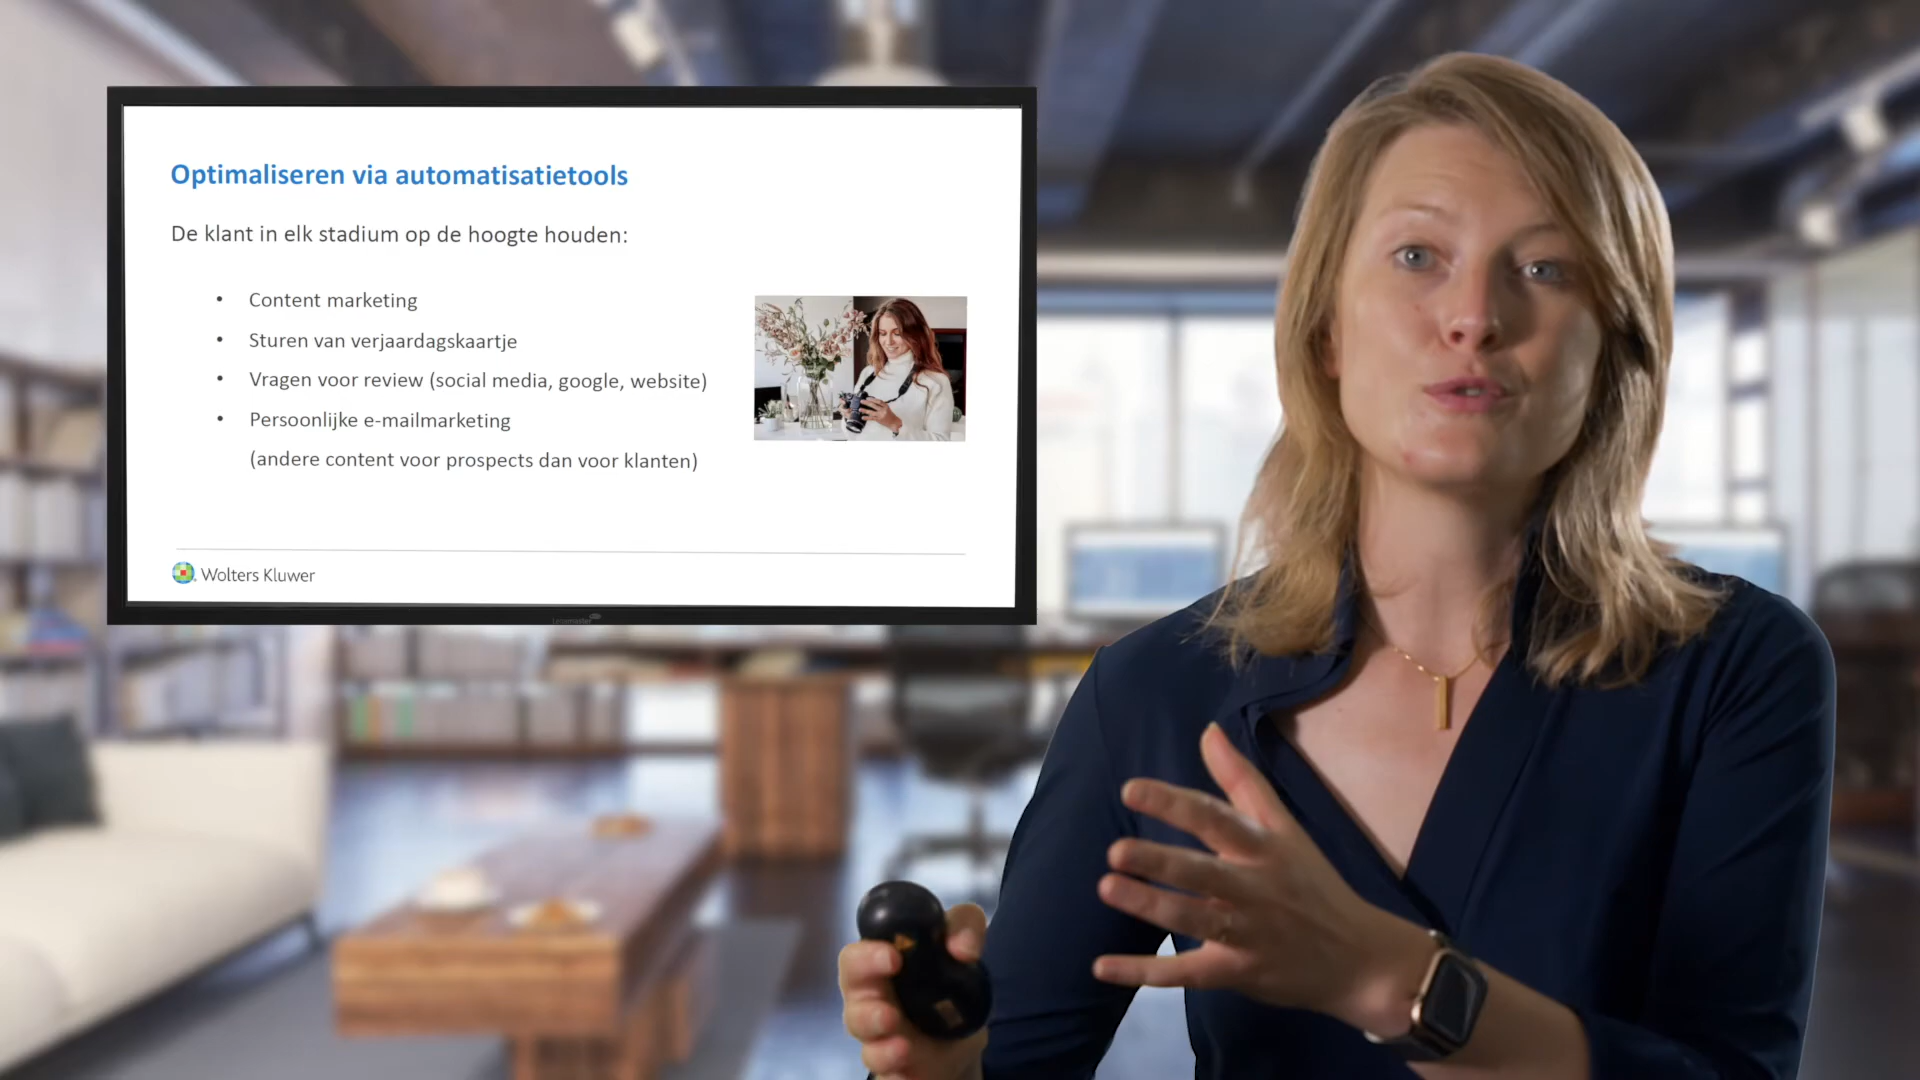 Optimaliseren via automatisatietools
De klant in elk stadium op de hoogte houden:
• Content marketing
• Sturen van verjaardagskaartje
• Vragen voor review (social media, google, website)
• Persoonlijke e-mailmarketing
(andere content voor prospects dan voor klanten)
Wolters Kluwer